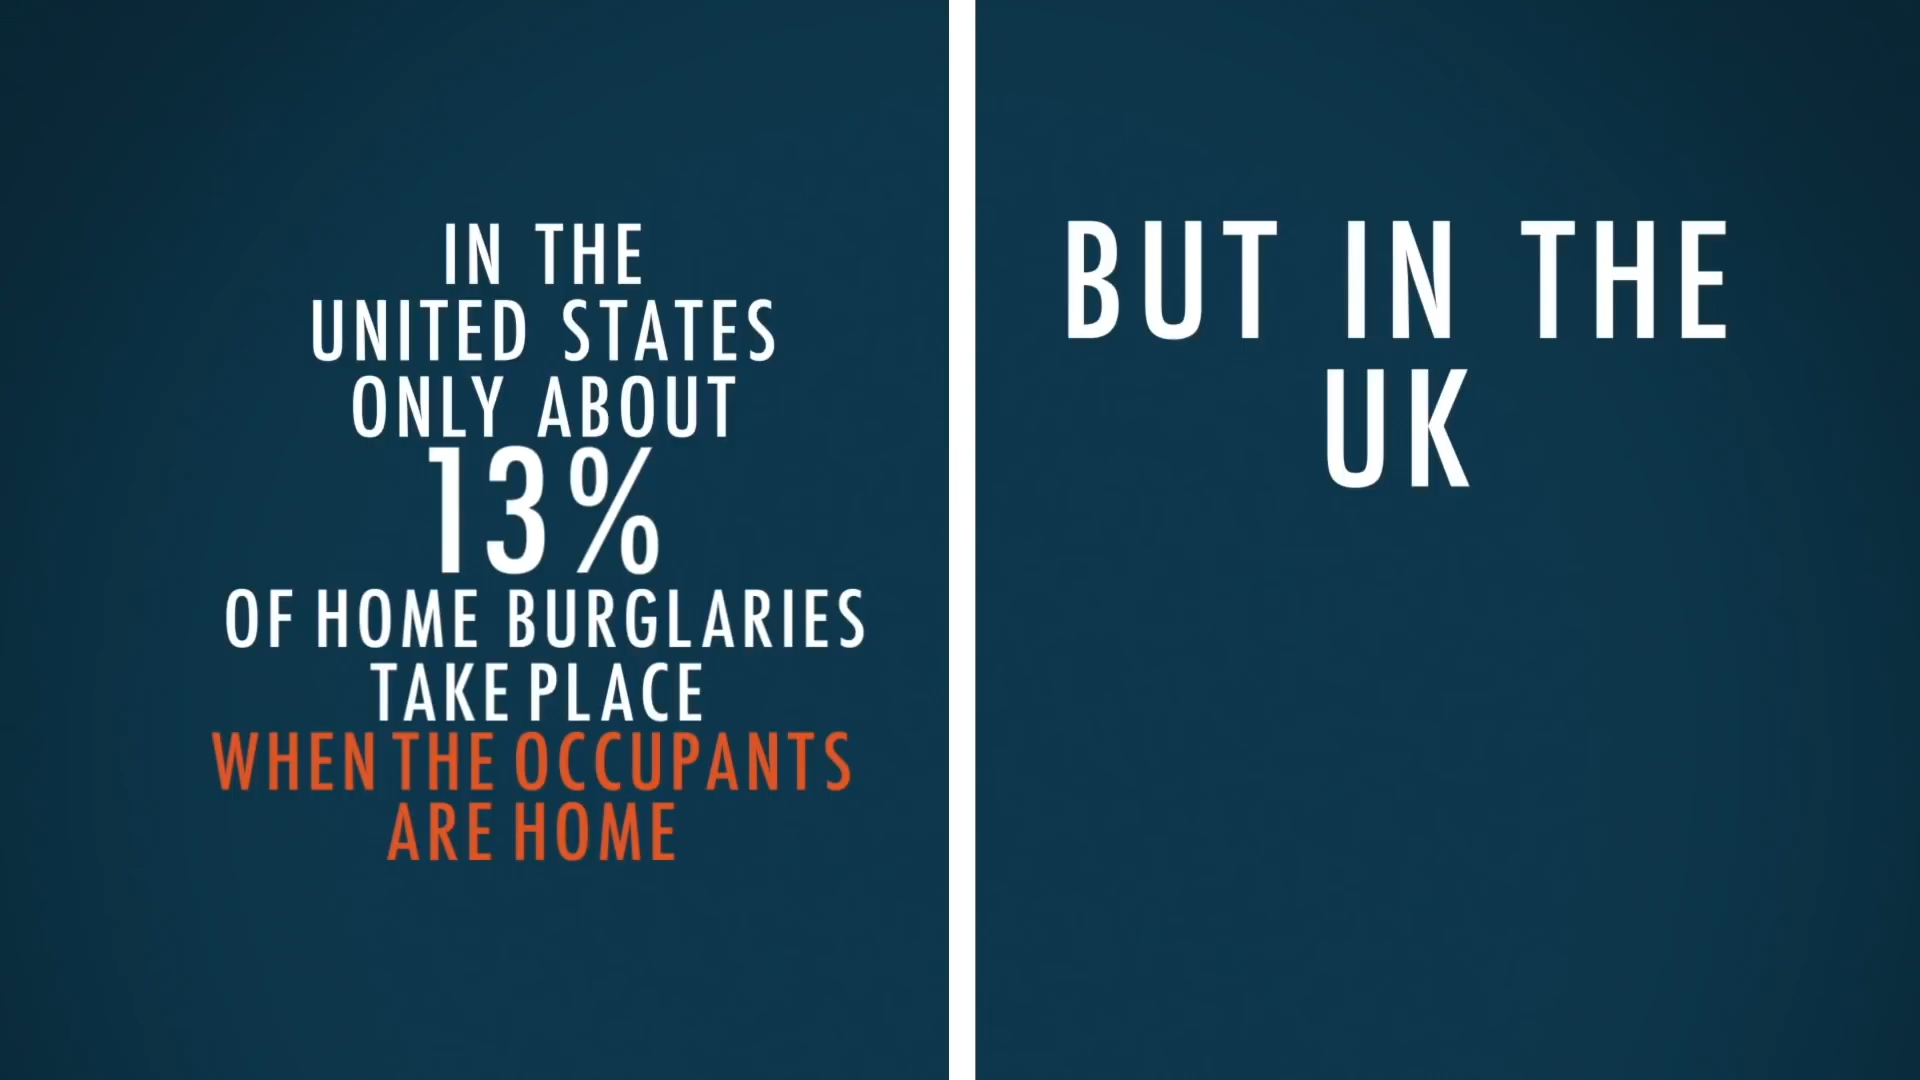 IN THE
UNITED STATES
ONLY ABOUT
13%
OF HOME BURGLARIES
TAKE PLACE
WHEN THE OCCUPANTS
ARE HOME
BUT IN THE
UK